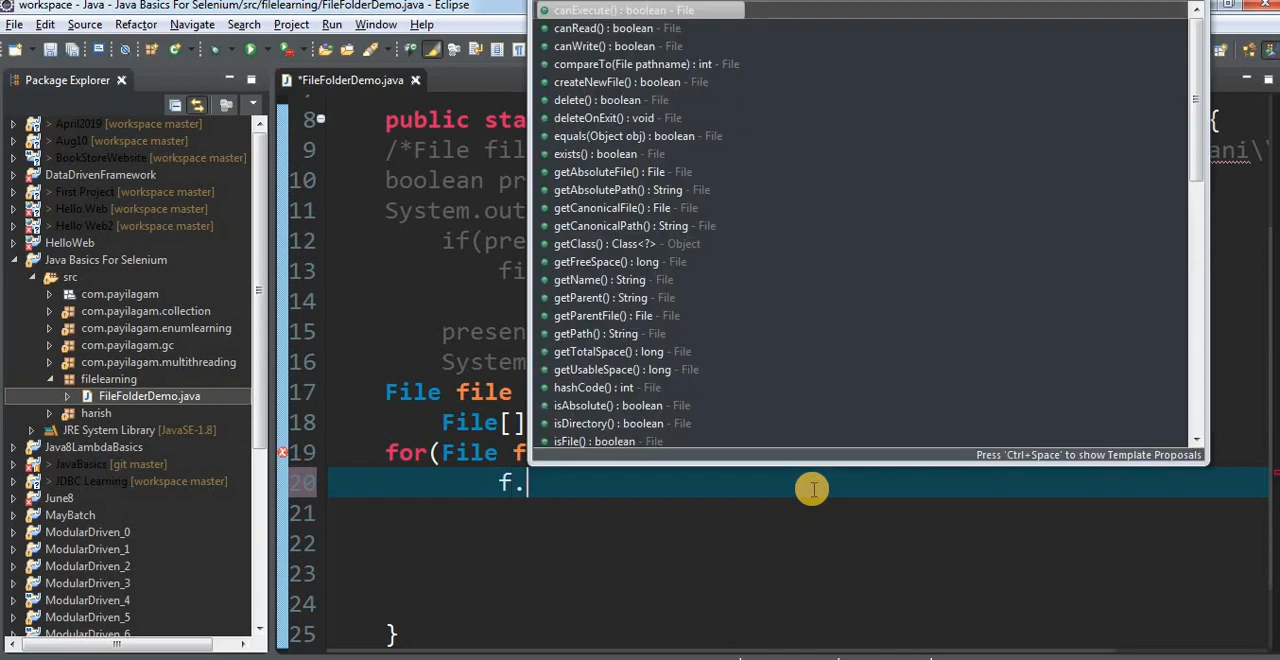 workspace - Java - Java Basics For Selenium/src/filelearning/FileFolderDemo.java - Eclipse
File Edit Source Refactor Navigate Search Project Run Window Help
Package Explorer
> April2019 [workspace master]
> Aug10 [workspace master]
> BookStoreWebsite [workspace master]
DataDrivenFramework
> First Project [workspace master]
> Hello Web [workspace master]
> Hello Web2 [workspace master]
HelloWeb
Java Basics For Selenium
src
com.payilagam
com.payilagam.collection
com.payilagam.enumlearning
com.payilagam.gc
com.payilagam.multithreading
filelearning
FileFolderDemo.java
harish
JRE System Library [JavaSE-1.8]
Java8LambdaBasics
> JavaBasics [git master]
> JDBC Learning [workspace master]
June8
MayBatch
ModularDriven_0
ModularDriven_1
ModularDriven_2
ModularDriven_3
ModularDriven_4
ModularDriven_5
ModularDriven_6
*FileFolderDemo.java
8 public sta {
9 /*File fil ani\
10 boolean pr
11 System.out
12 if(pre
13 fi
14
15 presen
16 System
17 File file
File[]
19 for(File f
20 f.
21
22
23
24
25 }
canExecute() : boolean - File
canRead() : boolean - File
canWrite() : boolean - File
compareTo(File pathname) : int - File
createNewFile() : boolean - File
delete() : boolean - File
deleteOnExit() : void - File
equals(Object obj) : boolean - File
exists() : boolean - File
getAbsoluteFile() : File - File
getAbsolutePath() : String - File
getCanonicalFile() : File - File
getCanonicalPath() : String - File
getClass() : Class<?> - Object
getFreeSpace() : long - File
getName() : String - File
getParent() : String - File
getParentFile() : File - File
getPath() : String - File
getTotalSpace() : long - File
getUsableSpace() : long - File
hashCode() : int - File
isAbsolute() : boolean - File
isDirectory() : boolean - File
isFile() : boolean - File
Press 'Ctrl+Space' to show Template Proposals